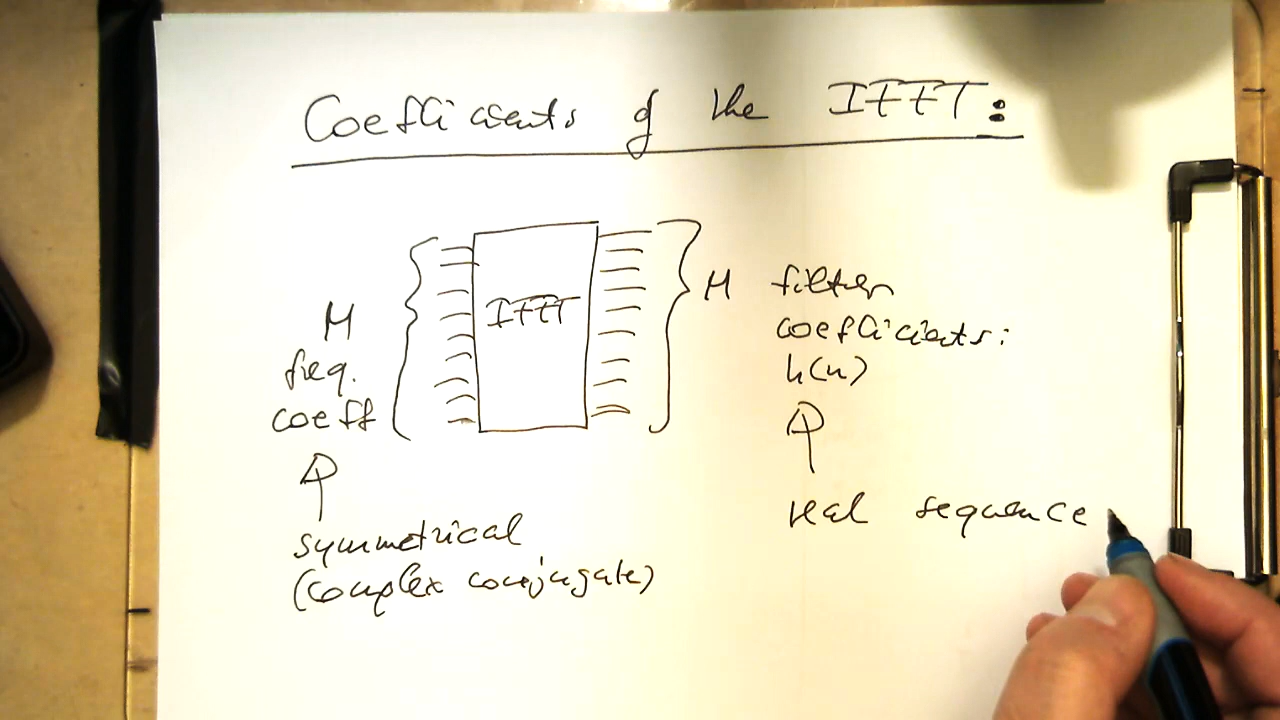 Coefficients of the IFFT:
IFFT
M
freq.
coeff
M filter
coefficients:
h(n)
symmetrical
(complex conjugate)
real sequence